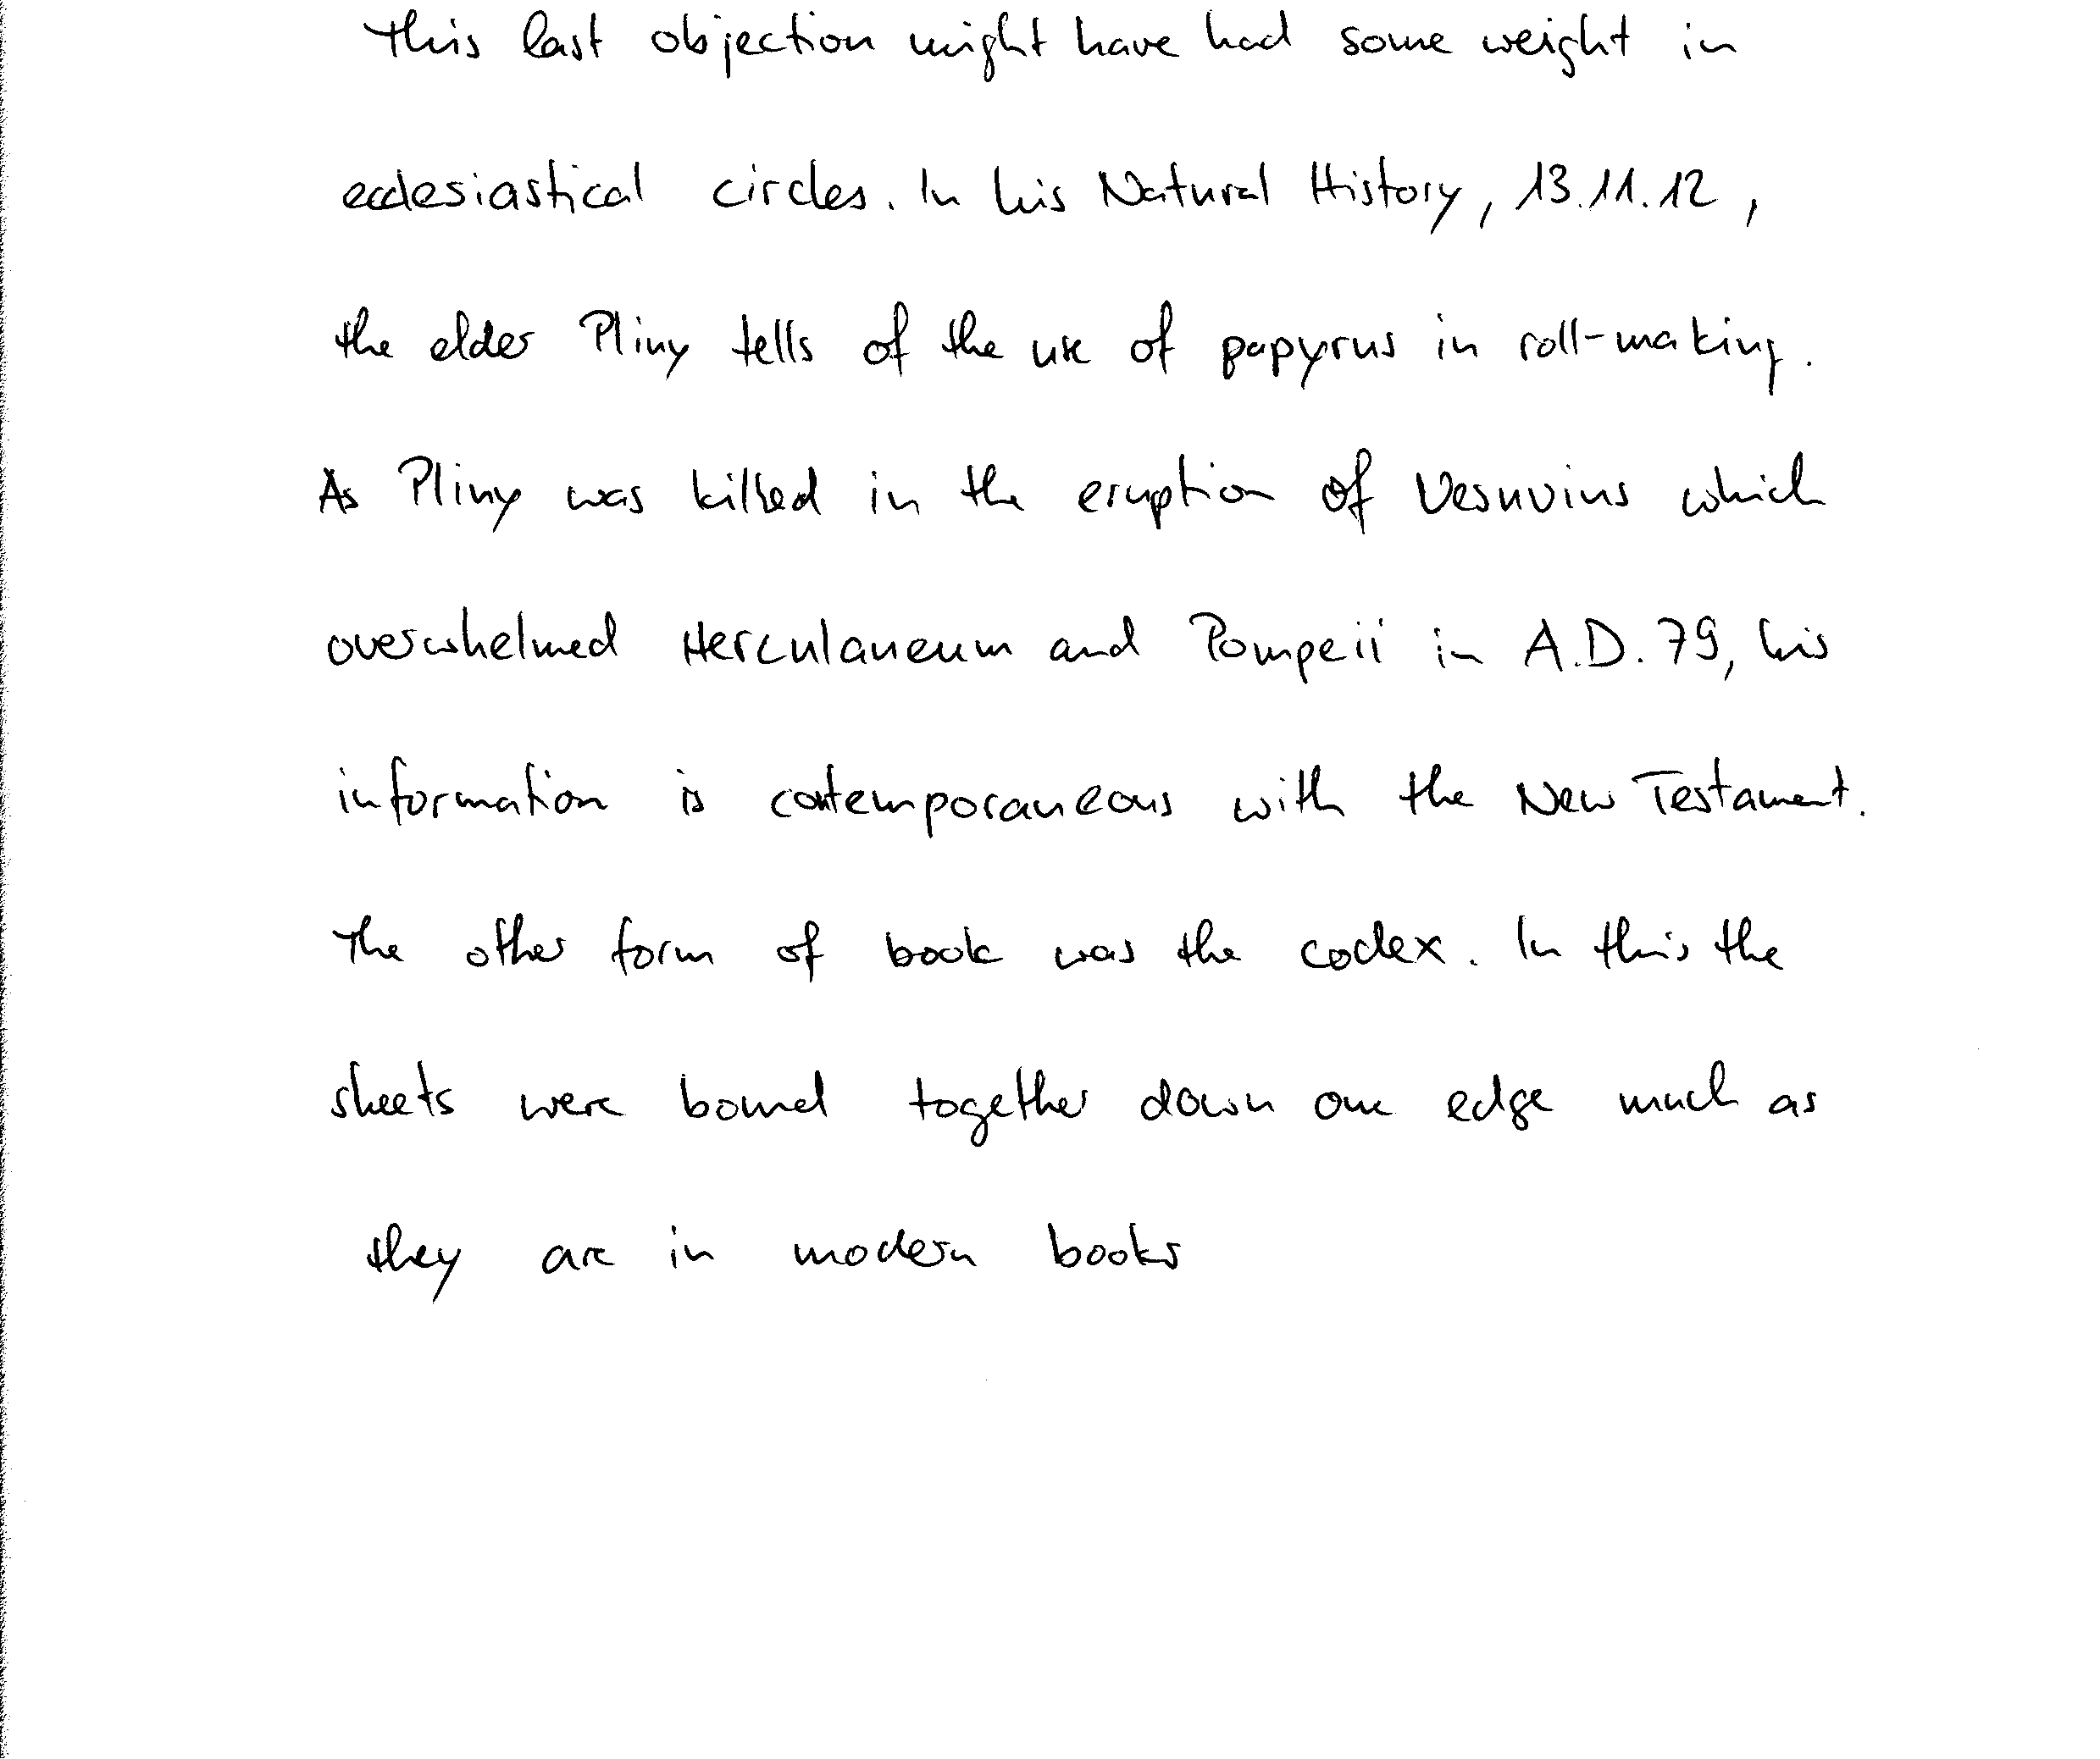 This last objection might have had some weight in
ecclesiastical circles. In his Natural History, 13.11.12,
the elder Pliny tells of the use of papyrus in roll-making.
As Pliny was killed in the eruption of Vesuvius which
overwhelmed Herculaneum and Pompeii in A.D. 79, his
information is contemporaneous with the New Testament.
The other form of book was the codex. In this the
sheets were bound together down one edge much as
they are in modern books